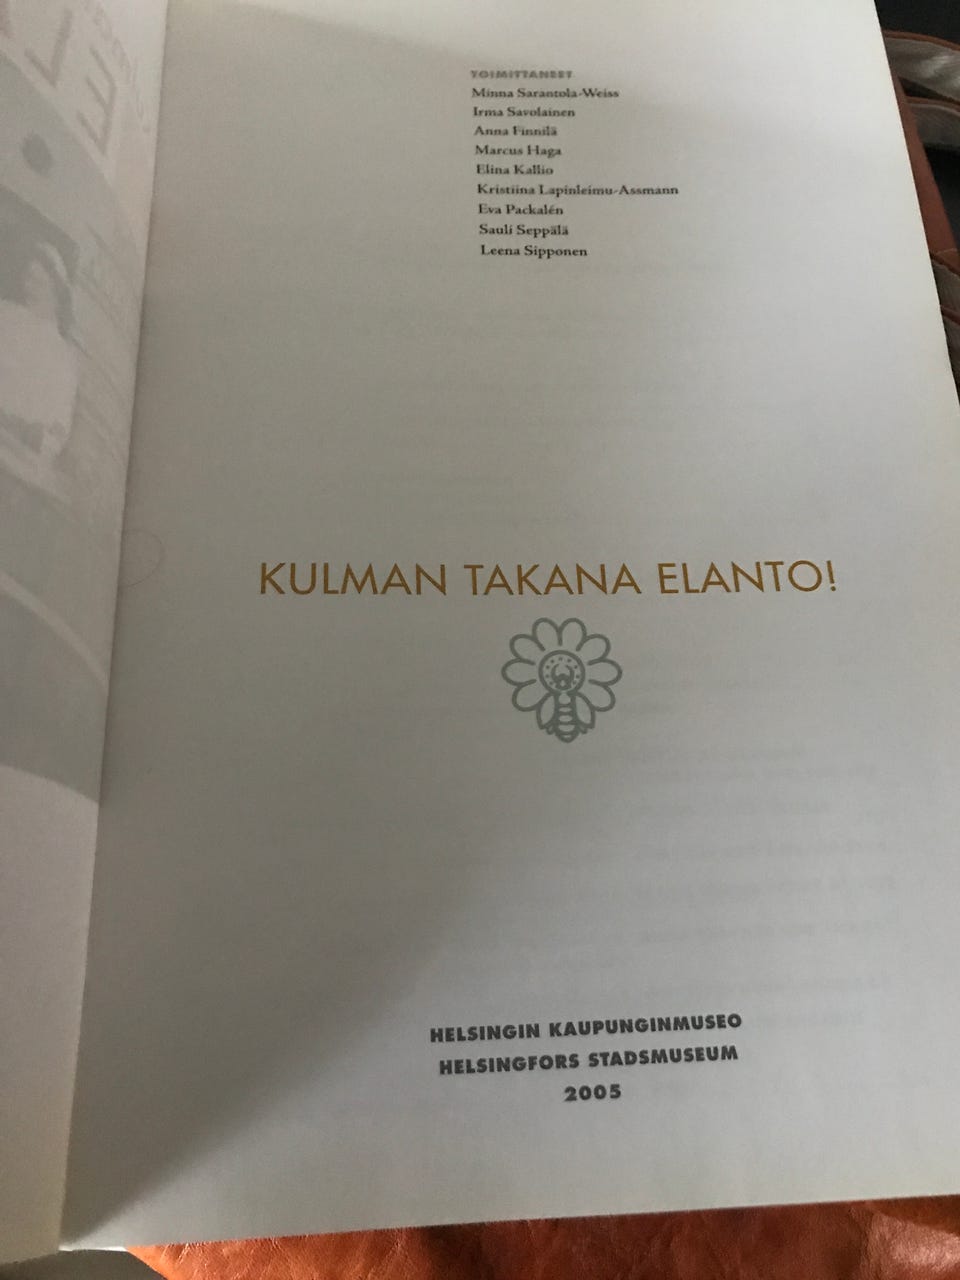 TOIMITTANEET
Minna Sarantola-Weiss
Irma Savolainen
Anna Finnilä
Marcus Haga
Elina Kallio
Kristiina Lapinleimu-Assmann
Eva Packalén
Sauli Seppälä
Leena Sipponen
KULMAN TAKANA ELANTO!
HELSINGIN KAUPUNGINMUSEO
HELSINGFORS STADSMUSEUM
2005